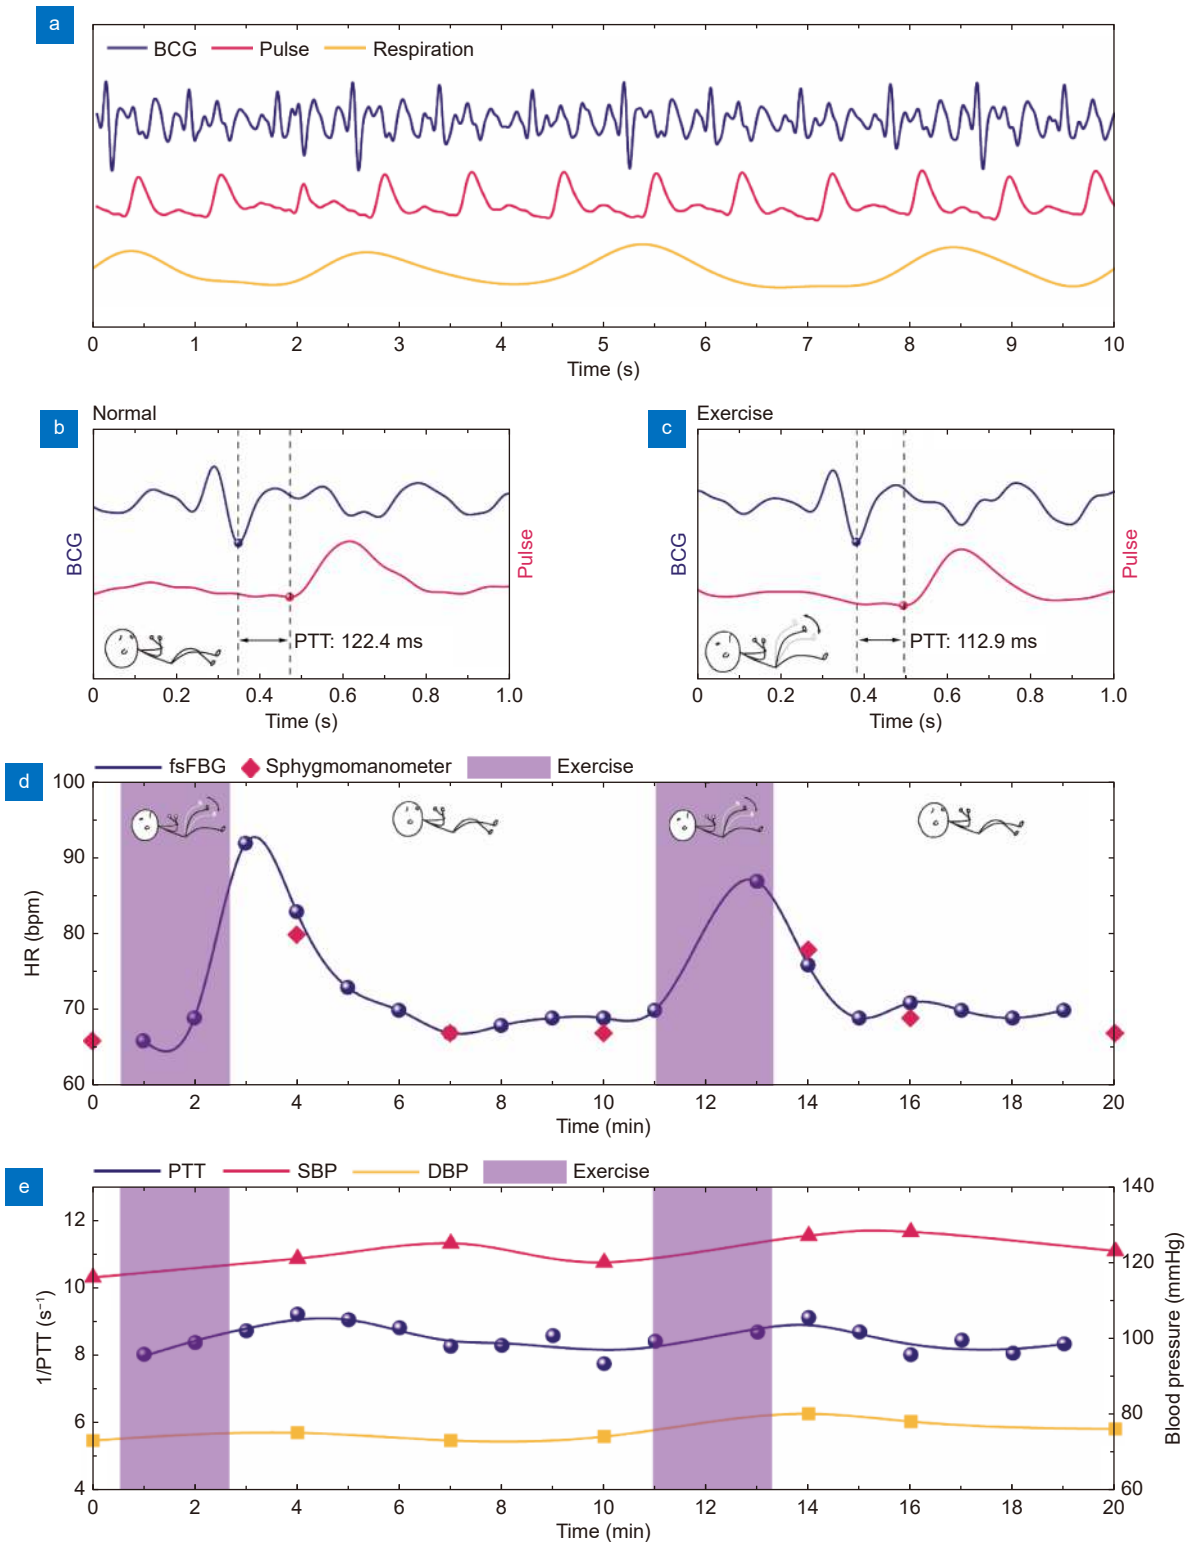 a
BCG Pulse Respiration
0 1 2 3 4 5 6 7 8 9 10
Time (s)
b Normal
BCG
Pulse
PTT: 122.4 ms
0 0.2 0.4 0.6 0.8 1.0
Time (s)
c Exercise
BCG
Pulse
PTT: 112.9 ms
0 0.2 0.4 0.6 0.8 1.0
Time (s)
d
fsFBG Sphygmomanometer Exercise
100
90
80
70
60
HR (bpm)
0 2 4 6 8 10 12 14 16 18 20
Time (min)
e
PTT SBP DBP Exercise
12
10
8
6
4
1/PTT (s⁻¹)
140
120
100
80
60
Blood pressure (mmHg)
0 2 4 6 8 10 12 14 16 18 20
Time (min)